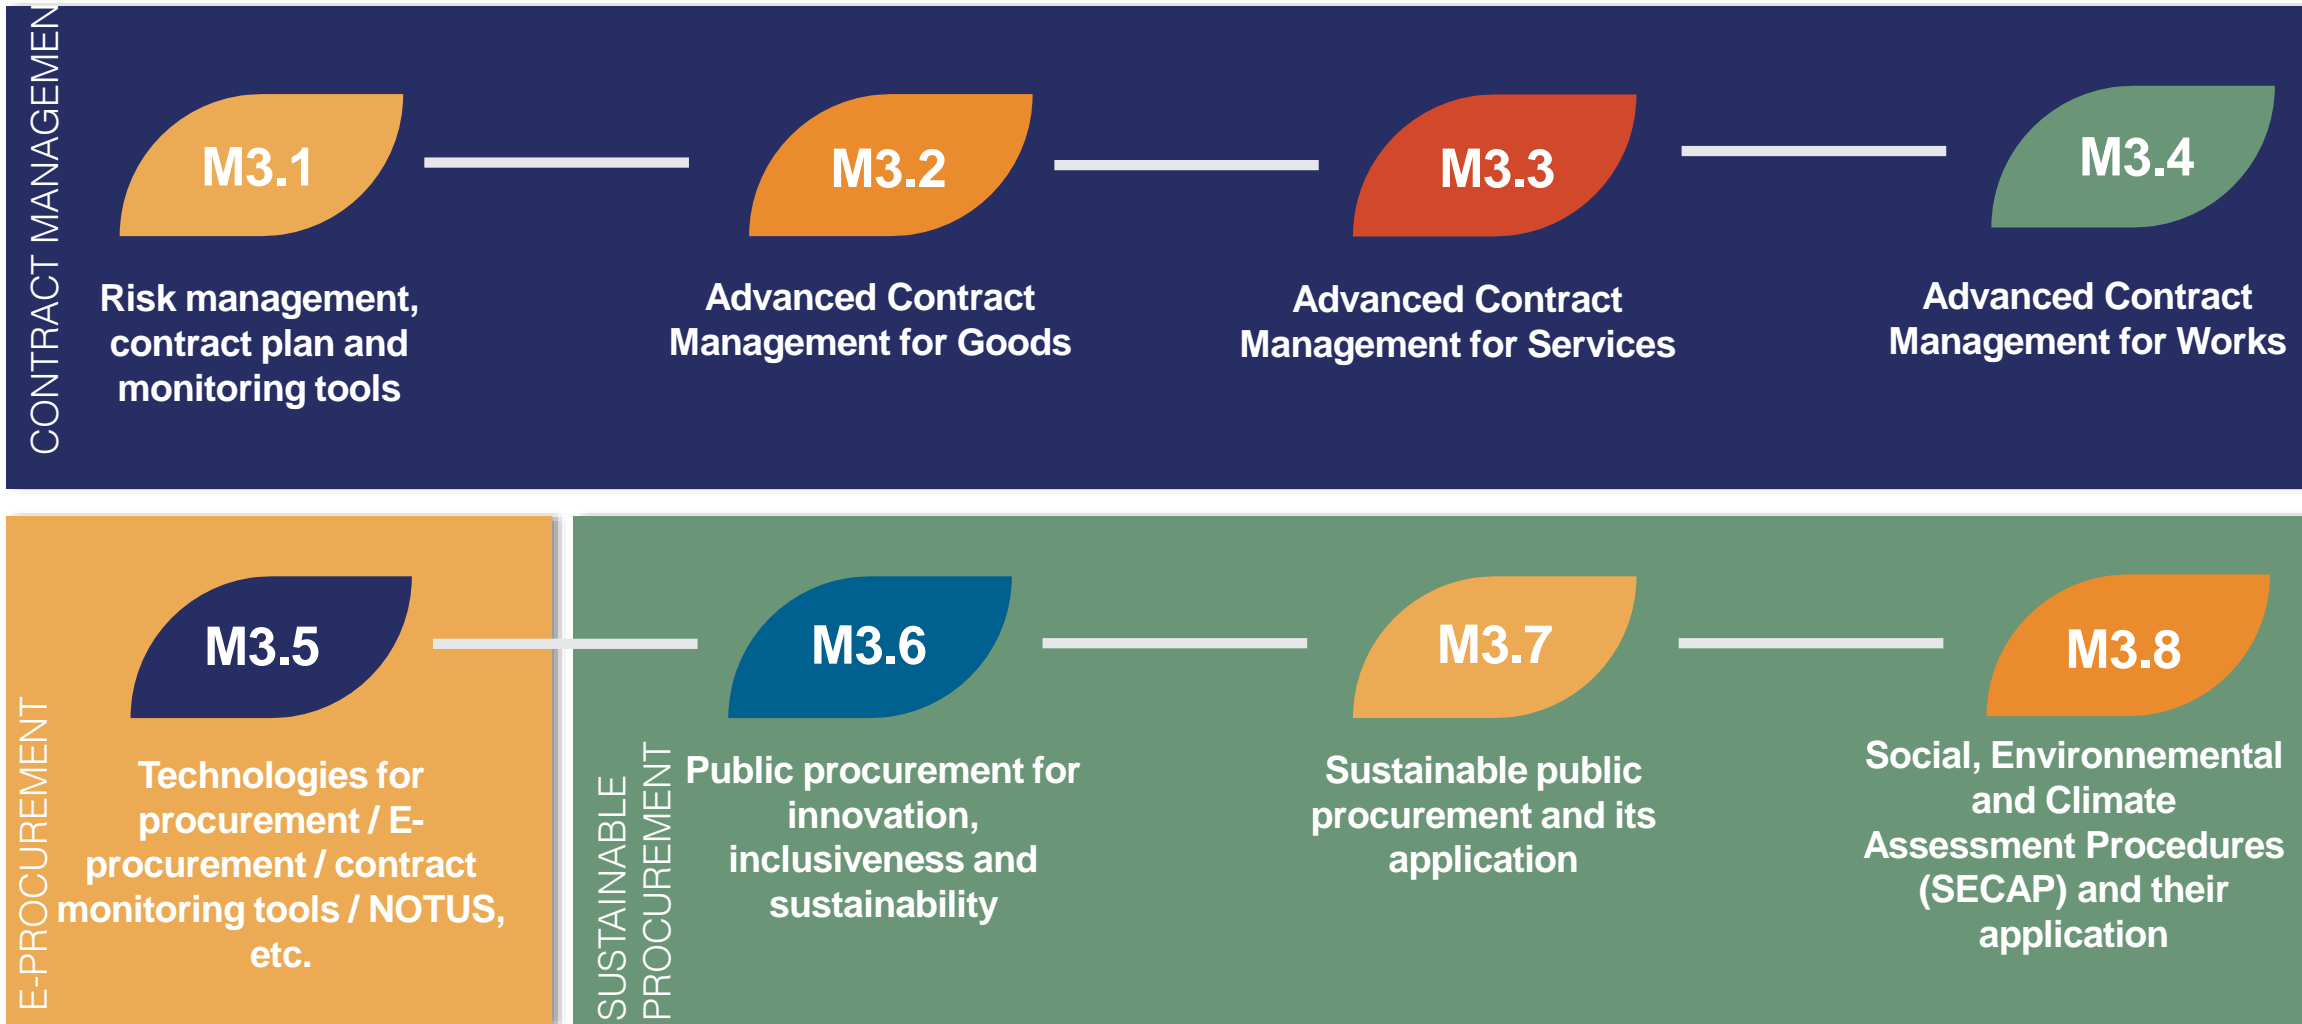 CONTRACT MANAGEMEN
M3.1
Risk management,
contract plan and
monitoring tools
M3.2
Advanced Contract
Management for Goods
M3.3
Advanced Contract
Management for Services
M3.4
Advanced Contract
Management for Works
E-PROCUREMENT
M3.5
Technologies for
procurement / E-
procurement / contract
monitoring tools / NOTUS,
etc.
SUSTAINABLE
PROCUREMENT
M3.6
Public procurement for
innovation,
inclusiveness and
sustainability
M3.7
Sustainable public
procurement and its
application
M3.8
Social, Environnemental
and Climate
Assessment Procedures
(SECAP) and their
application